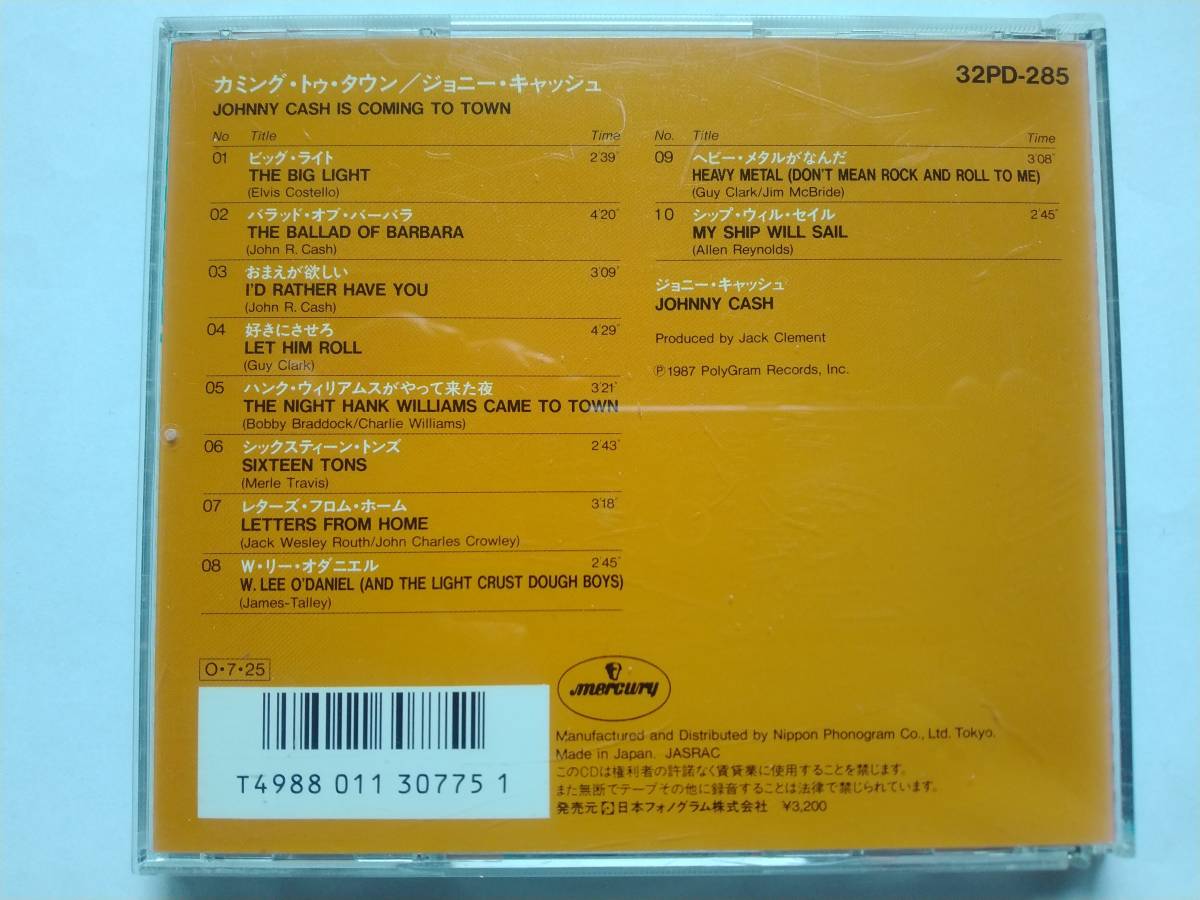 カミング・トゥ・タウン/ジョニー・キャッシュ
JOHNNY CASH IS COMING TO TOWN
32PD-285
No Title Time
01 ビッグ・ライト 2'39"
THE BIG LIGHT
(Elvis Costello)
02 バラッド・オブ・バーバラ 4'20"
THE BALLAD OF BARBARA
(John R. Cash)
03 おまえが欲しい 3'09"
I'D RATHER HAVE YOU
(John R. Cash)
04 好きにさせろ 4'29"
LET HIM ROLL
(Guy Clark)
05 ハンク・ウィリアムスがやって来た夜 3'21"
THE NIGHT HANK WILLIAMS CAME TO TOWN
(Bobby Braddock/Charlie Williams)
06 シックスティーン・トンズ 2'43"
SIXTEEN TONS
(Merle Travis)
07 レターズ・フロム・ホーム 3'18"
LETTERS FROM HOME
(Jack Wesley Routh/John Charles Crowley)
08 W・リー・オダニエル 2'45"
W. LEE O'DANIEL (AND THE LIGHT CRUST DOUGH BOYS)
(James-Talley)
No. Title Time
09 ヘビー・メタルがなんだ 3'08"
HEAVY METAL (DON'T MEAN ROCK AND ROLL TO ME)
(Guy Clark/Jim McBride)
10 シップ・ウィル・セイル 2'45"
MY SHIP WILL SAIL
(Allen Reynolds)
ジョニー・キャッシュ
JOHNNY CASH
Produced by Jack Clement
Ⓟ1987 PolyGram Records, Inc.
O・7・25
T4988 011 30775 1
mercury
Manufactured and Distributed by Nippon Phonogram Co., Ltd. Tokyo.
Made in Japan. JASRAC
このCDは権利者の許諾なく賃貸業に使用することを禁じます。
また無断でテープその他に録音することは法律で禁じられています。
発売元 日本フォノグラム株式会社 ¥3,200